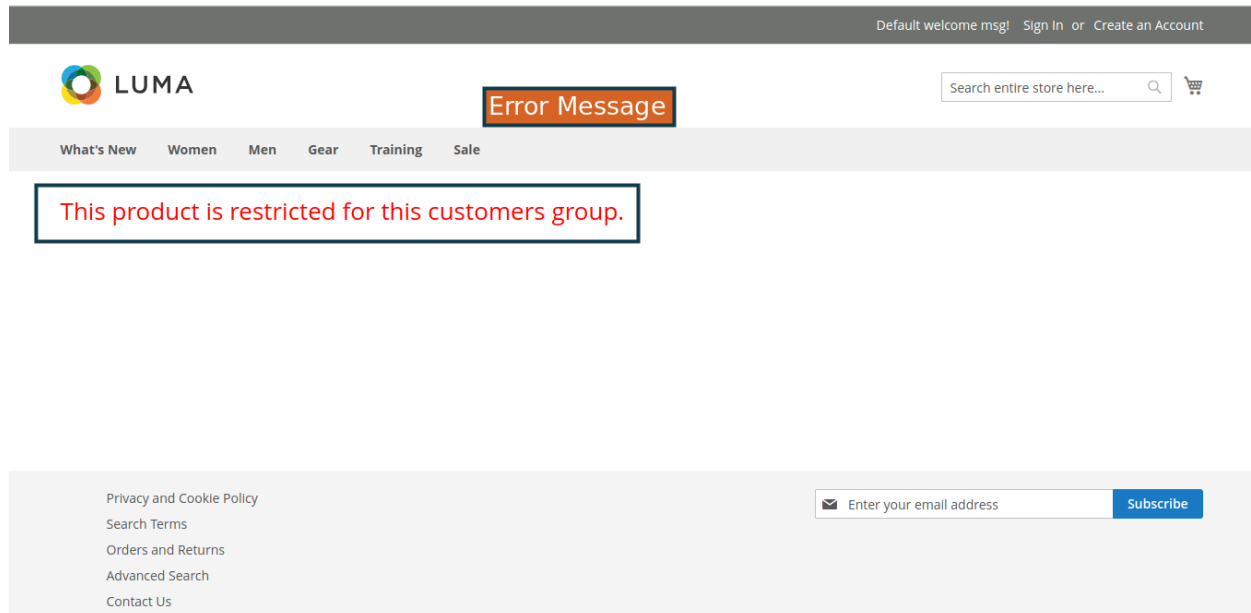 Default welcome msg! Sign In or Create an Account
LUMA
Error Message
Search entire store here...
What's New Women Men Gear Training Sale
This product is restricted for this customers group.
Privacy and Cookie Policy
Search Terms
Orders and Returns
Advanced Search
Contact Us
Enter your email address
Subscribe